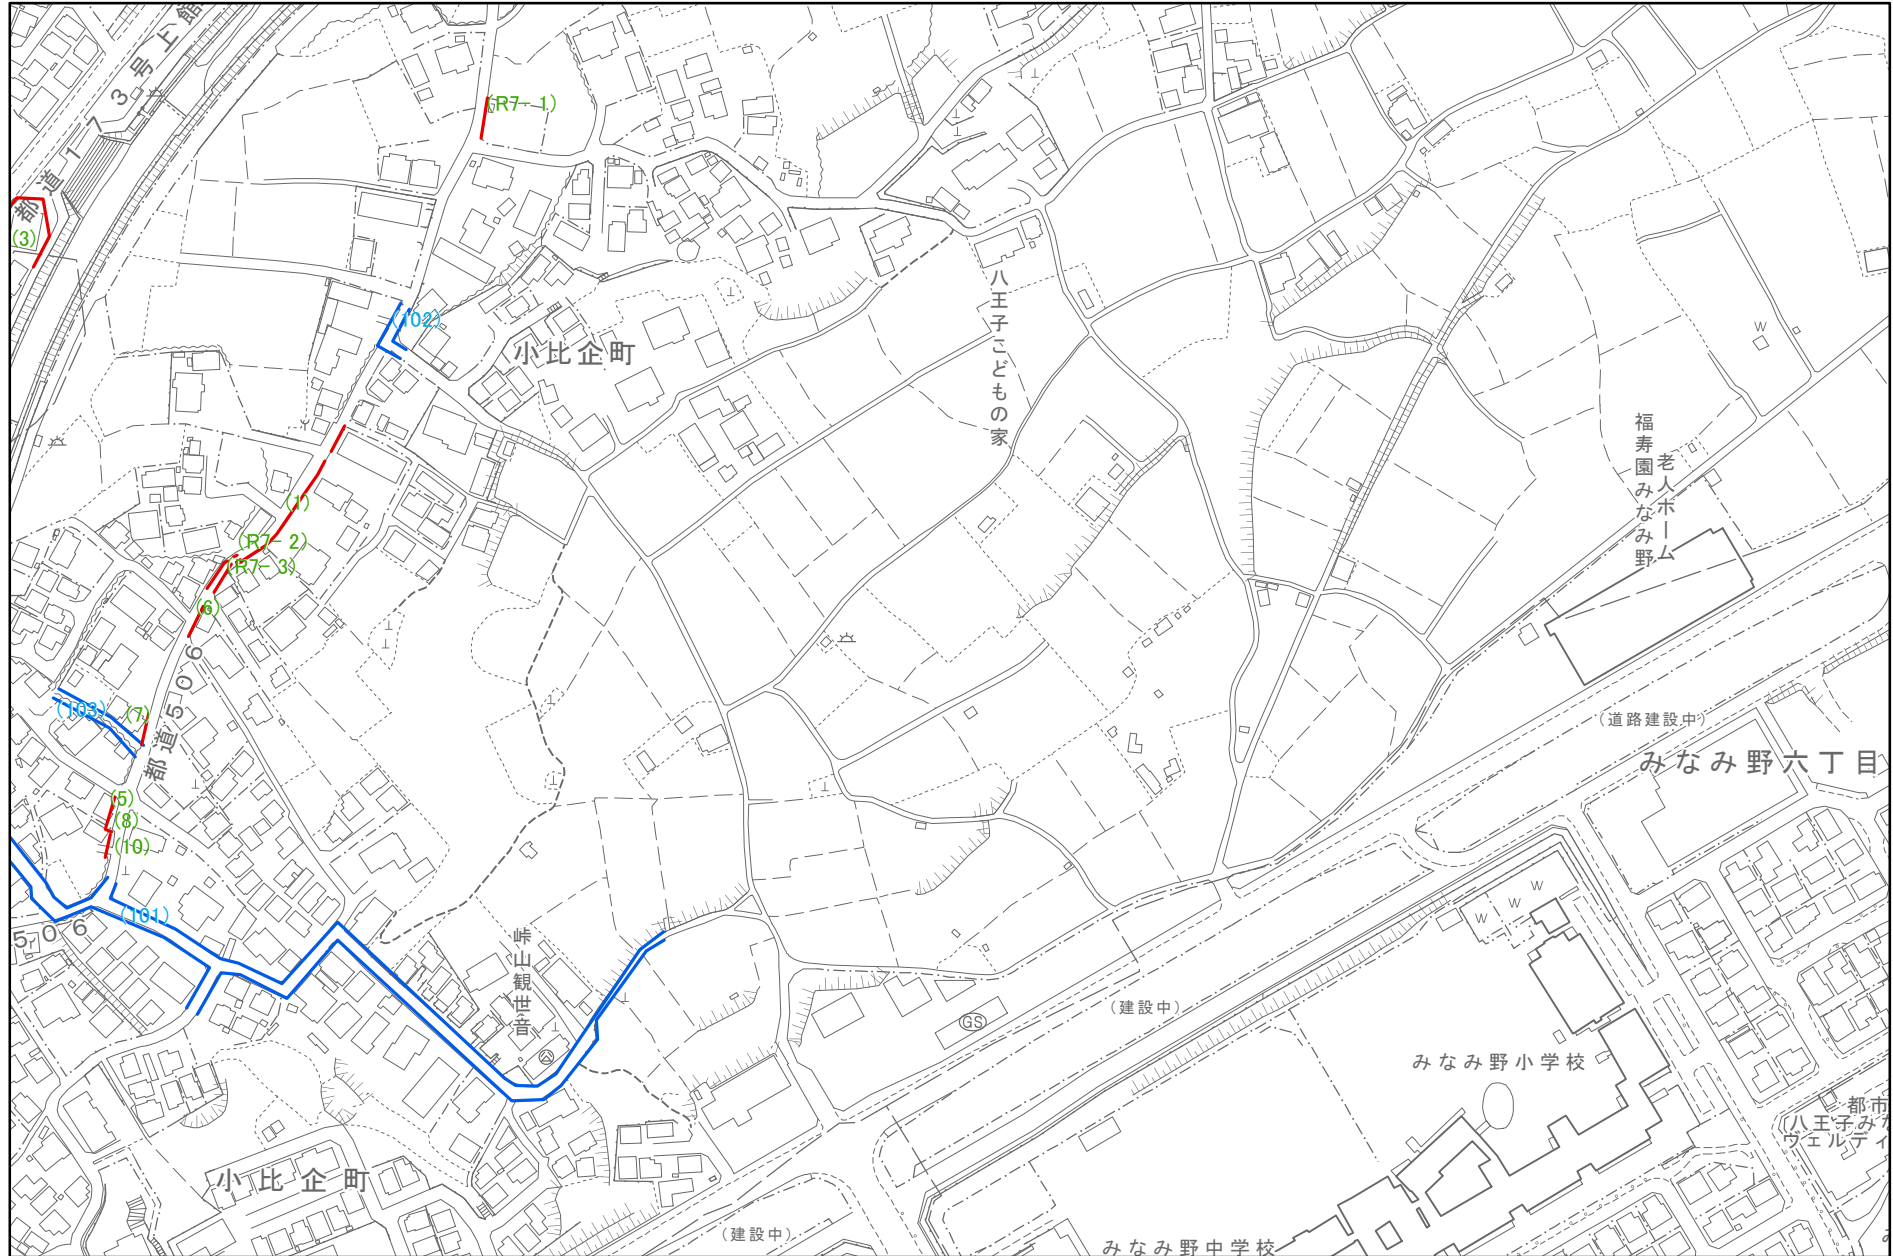 都道173号上館
(R7-1)
(3)
(102)
小比企町
八王子こどもの家
W
福寿園みなみ野
老人ホーム
(1)
(R7-2)
(R7-3)
(6)
都道506
(103)
(7)
(道路建設中)
みなみ野六丁目
(5)
(8)
(10)
(101)
506
峠山観世音
W
W
W
(建設中)
GS
みなみ野小学校
都市
八王子みな
ヴェルディ
小比企町
(建設中)
みなみ野中学校